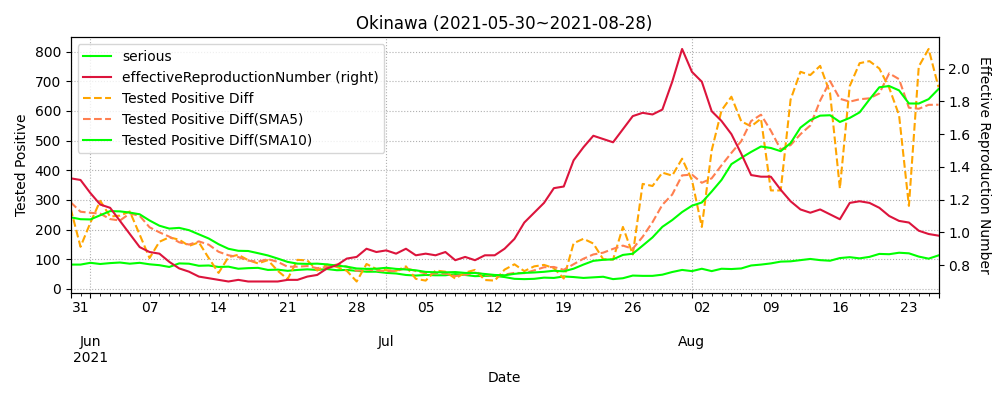 Okinawa (2021-05-30~2021-08-28)
serious
effectiveReproductionNumber (right)
Tested Positive Diff
Tested Positive Diff(SMA5)
Tested Positive Diff(SMA10)
Tested Positive
800
700
600
500
400
300
200
100
0
2.0
1.8
1.6
1.4
1.2
1.0
0.8
Effective Reproduction Number
31 07 14 21 28 05 12 19 26 02 09 16 23
Jun Jul Aug
2021
Date